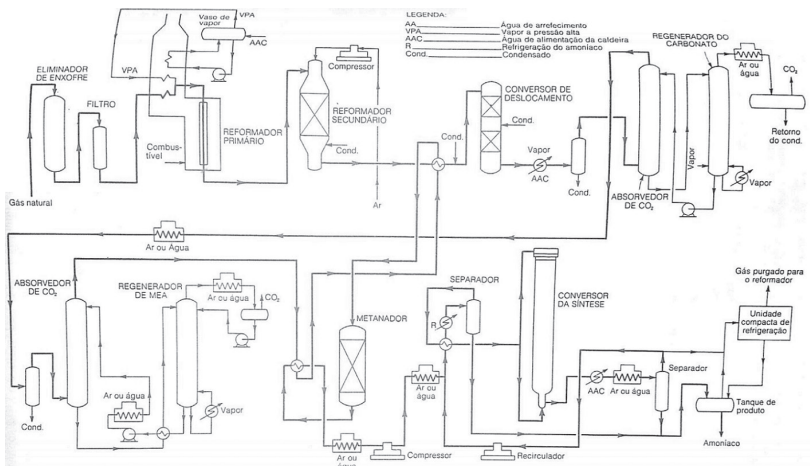 LEGENDA:
AA Água de arrefecimento
VPA Vapor a pressão alta
AAC Água de alimentação da caldeira
R Refrigeração do amoníaco
Cond. Condensado
VPA
Vaso de
vapor
AAC
ELIMINADOR
DE ENXOFRE
VPA
FILTRO
Compressor
REFORMADOR
SECUNDÁRIO
REFORMADOR
PRIMÁRIO
Combus-
tível
Cond.
Ar
Gás natural
CONVERSOR DE
DESLOCAMENTO
Cond.
Cond.
Vapor
AAC
Cond.
REGENERADOR DO
CARBONATO
Ar ou
água
CO₂
Retorno
do cond.
Vapor
Vapor
ABSORVEDOR
DE CO₂
Ar ou Água
ABSORVEDOR
DE CO₂
REGENERADOR
DE MEA
Ar ou água
CO₂
Ar ou água
Vapor
Cond.
METANADOR
Ar ou
água
Compressor
Ar ou
água
SEPARADOR
R
CONVERSOR
DA SÍNTESE
Recirculador
AAC
Ar ou água
Separador
Gás purgado para
o reformador
Unidade
compacta de
refrigeração
Tanque de
produto
Amoníaco